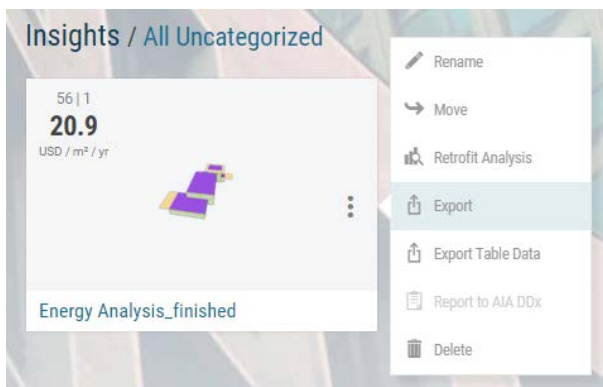 Insights / All Uncategorized
56 | 1
20.9
USD / m² / yr
Energy Analysis_finished
Rename
Move
Retrofit Analysis
Export
Export Table Data
Report to AIA DDx
Delete